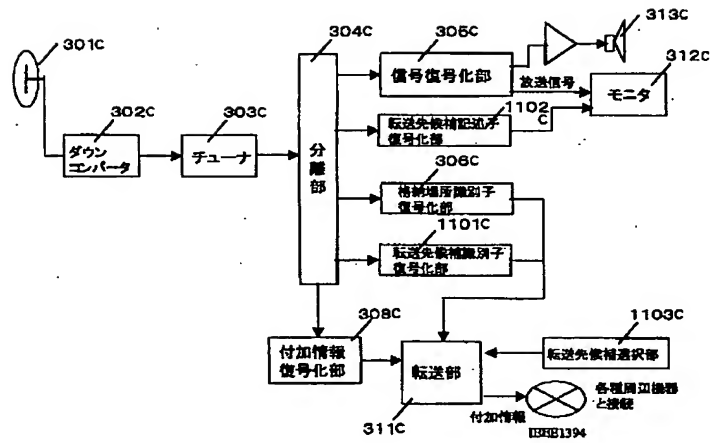 301C
302C
303C
304C
305C
313C
312C
信号復号化部
放送信号
モニタ
1102
C
転送先候補記述子
復号化部
ダウン
コンバータ
チューナ
分離部
306C
格納場所識別子
復号化部
1101C
転送先候補識別子
復号化部
308C
付加情報
復号化部
転送部
311C
1103C
転送先候補選択部
各種周辺機器
と接続
付加情報
IEEE1394